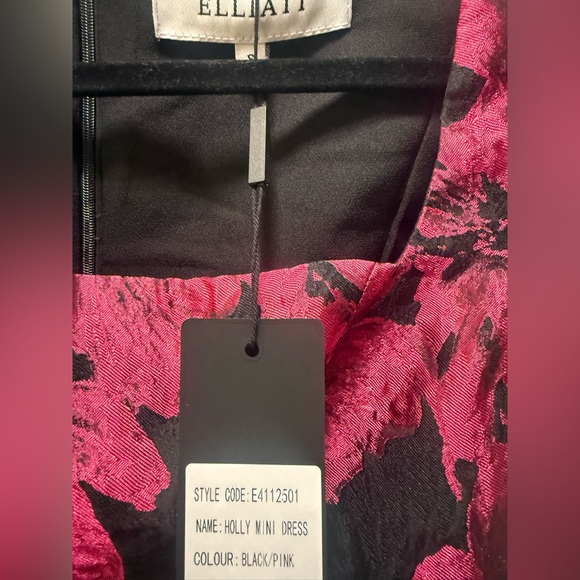 ELLIATT
S
STYLE CODE:E4112501
NAME:HOLLY MINI DRESS
COLOUR: BLACK/PINK